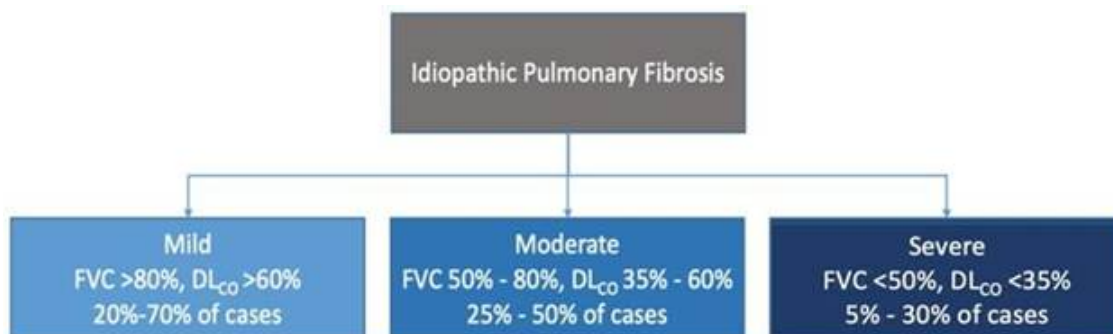 Idiopathic Pulmonary Fibrosis
Mild
FVC >80%, DLCO >60%
20%-70% of cases
Moderate
FVC 50% - 80%, DLCO 35% - 60%
25% - 50% of cases
Severe
FVC <50%, DLCO <35%
5% - 30% of cases